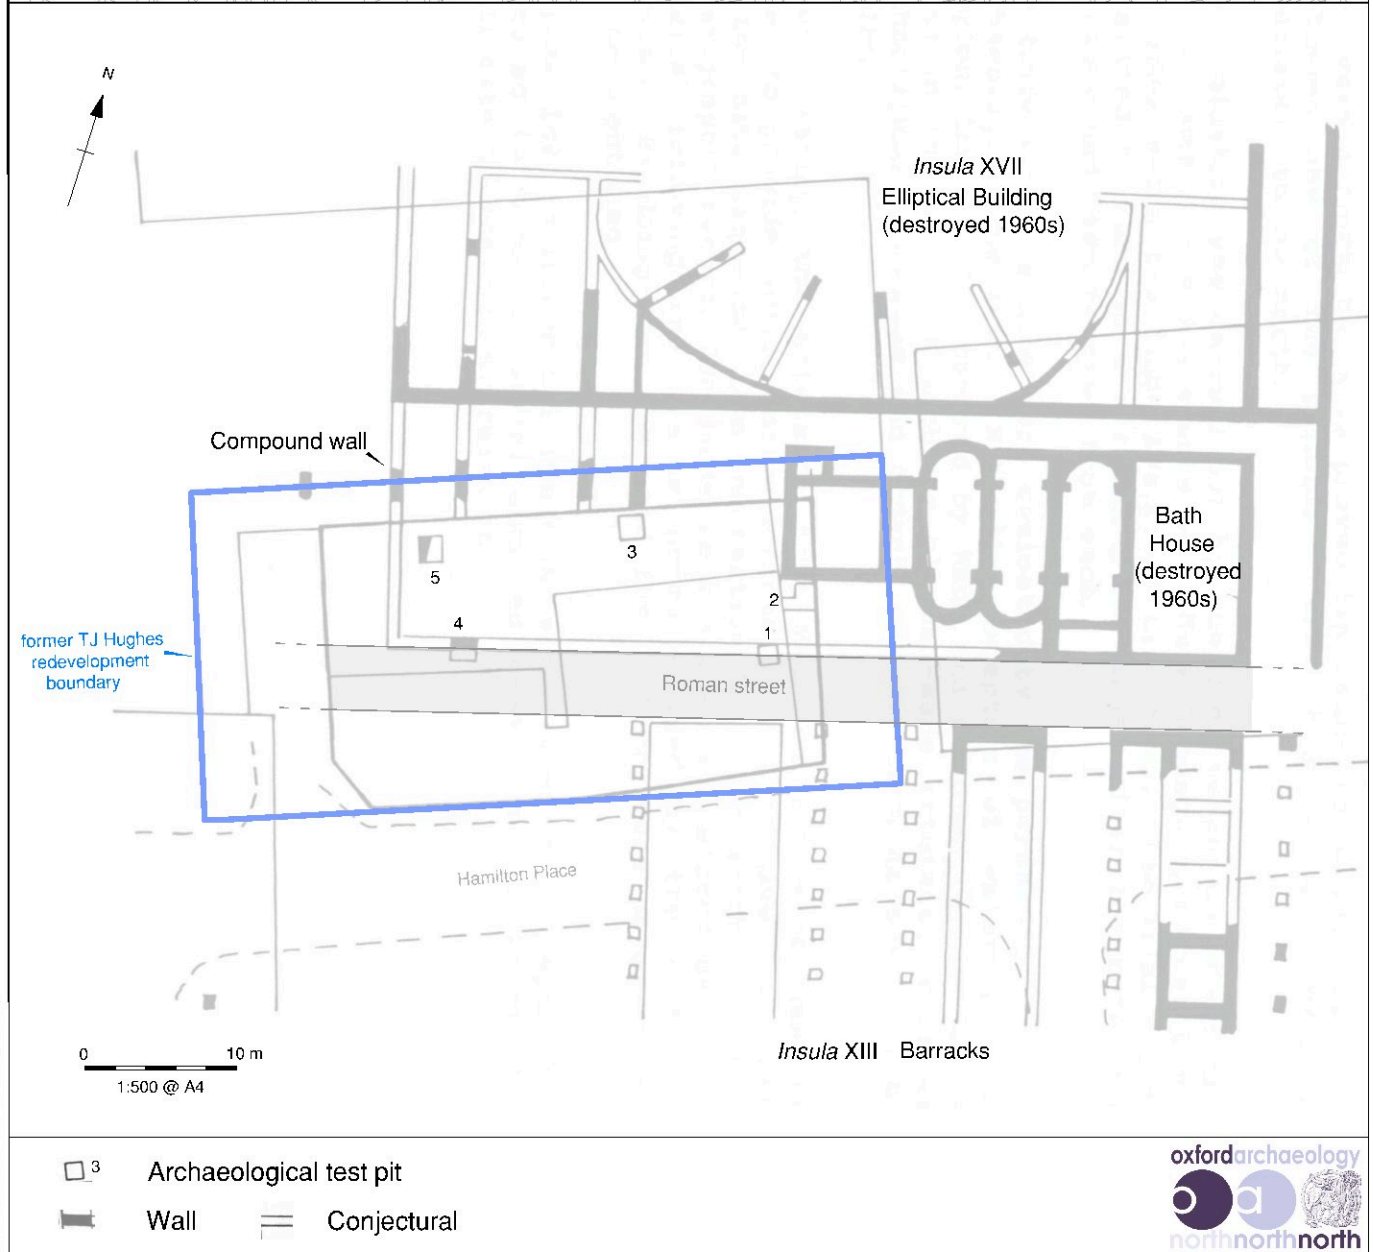 N
Insula XVII
Elliptical Building
(destroyed 1960s)
Compound wall
Bath
House
(destroyed
1960s)
3
5
2
4
1
former TJ Hughes
redevelopment
boundary
Roman street
Hamilton Place
Insula XIII Barracks
0 10 m
1:500 @ A4
3 Archaeological test pit
Wall Conjectural
oxfordarchaeology
oa
northnorthnorth